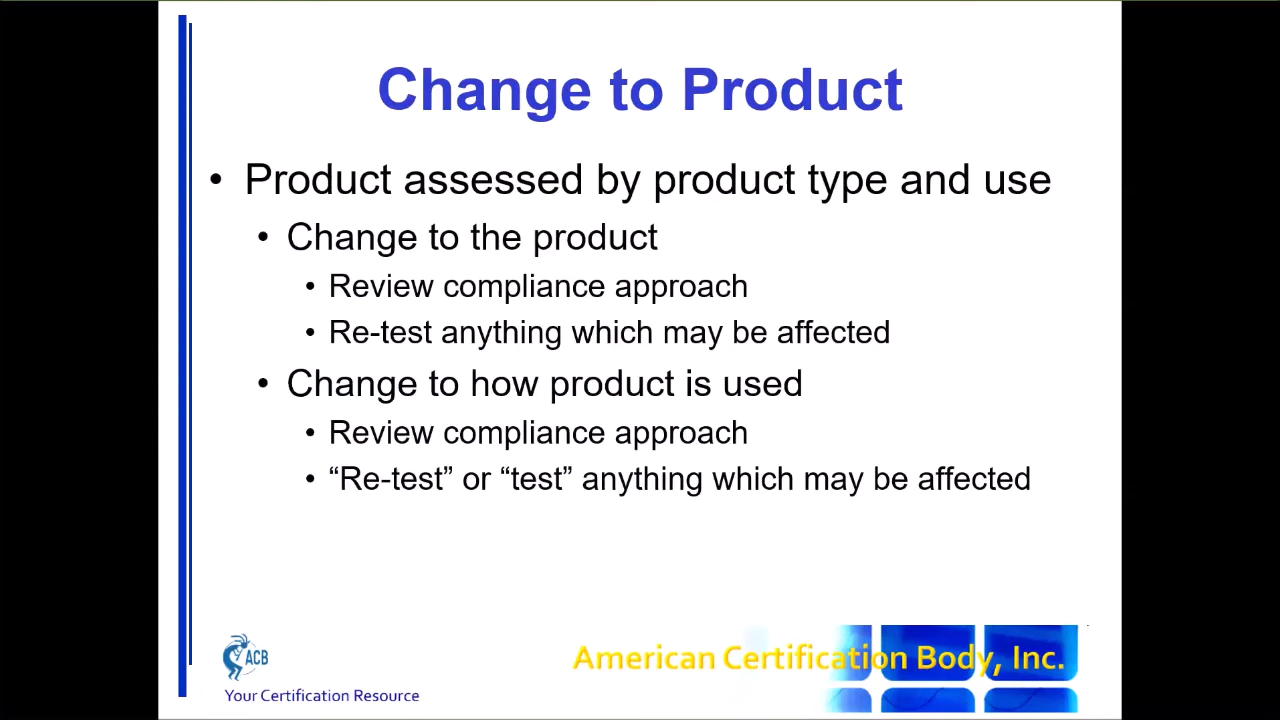 Change to Product
• Product assessed by product type and use
• Change to the product
• Review compliance approach
• Re-test anything which may be affected
• Change to how product is used
• Review compliance approach
• “Re-test” or “test” anything which may be affected
ACB
American Certification Body, Inc.
Your Certification Resource